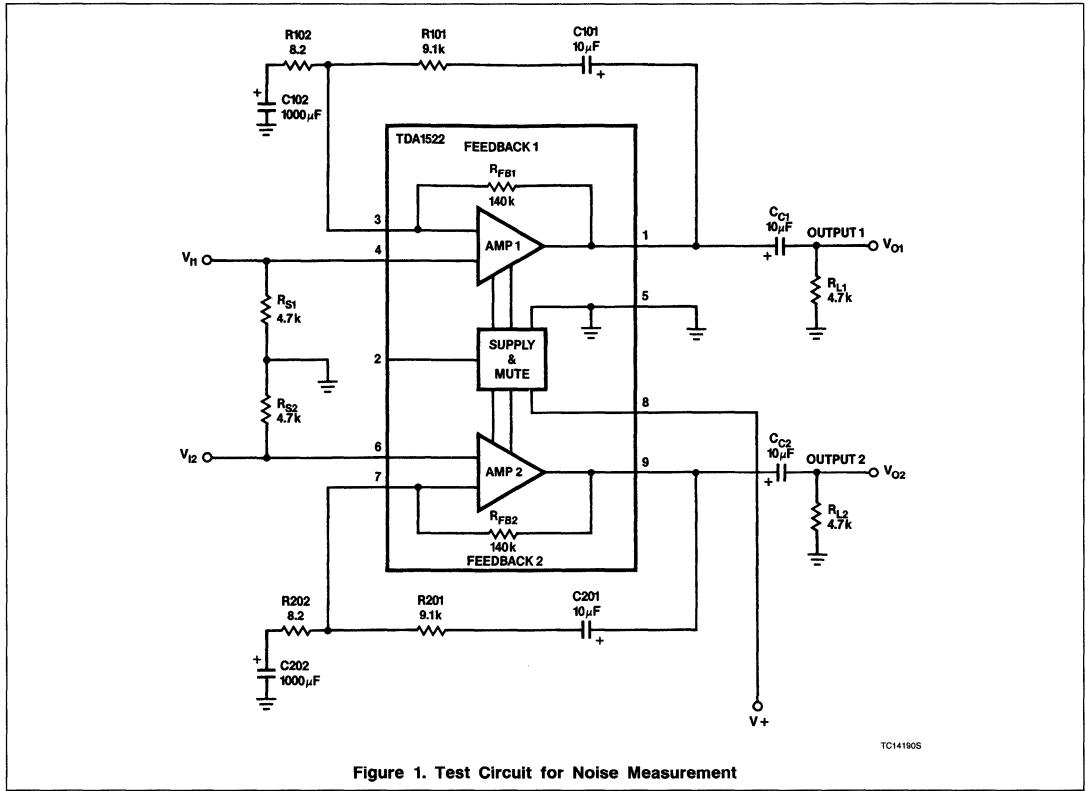 R102
8.2
R101
9.1k
C101
10µF
+
+
C102
1000µF
TDA1522
FEEDBACK 1
RFB1
140k
3
4
AMP 1
1
CC1
10µF
+
OUTPUT 1
VO1
VI1
RS1
4.7k
RL1
4.7k
5
SUPPLY
&
MUTE
2
8
RS2
4.7k
VI2
6
7
AMP 2
9
CC2
10µF
+
OUTPUT 2
VO2
RFB2
140k
FEEDBACK 2
RL2
4.7k
R202
8.2
R201
9.1k
C201
10µF
+
+
C202
1000µF
V+
TC14190S
Figure 1. Test Circuit for Noise Measurement